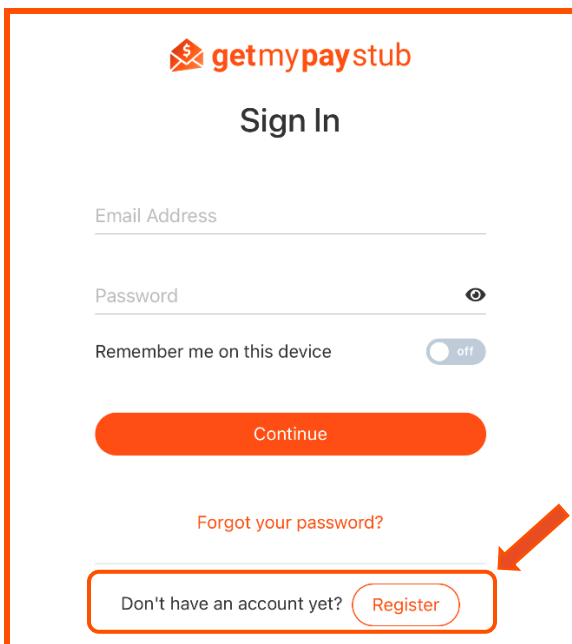 getmypaystub
Sign In
Email Address
Password
Remember me on this device
off
Continue
Forgot your password?
Don't have an account yet? Register